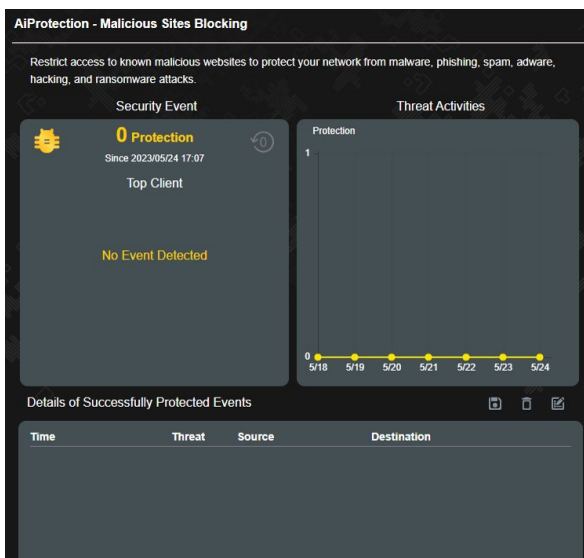 AiProtection - Malicious Sites Blocking
Restrict access to known malicious websites to protect your network from malware, phishing, spam, adware,
hacking, and ransomware attacks.
Security Event
Threat Activities
0 Protection
0
Since 2023/05/24 17:07
Top Client
No Event Detected
Protection
1
0
5/18 5/19 5/20 5/21 5/22 5/23 5/24
Details of Successfully Protected Events
Time Threat Source Destination